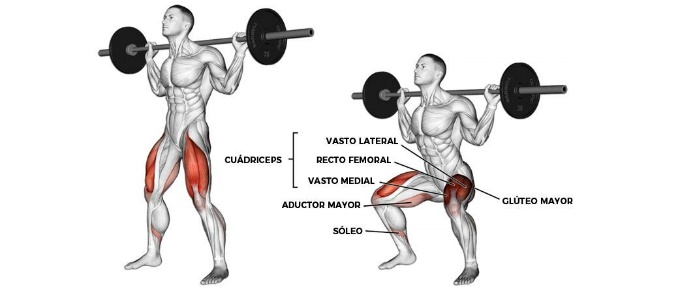 VASTO LATERAL
CUÁDRICEPS
RECTO FEMORAL
VASTO MEDIAL
ADUCTOR MAYOR
GLÚTEO MAYOR
SÓLEO